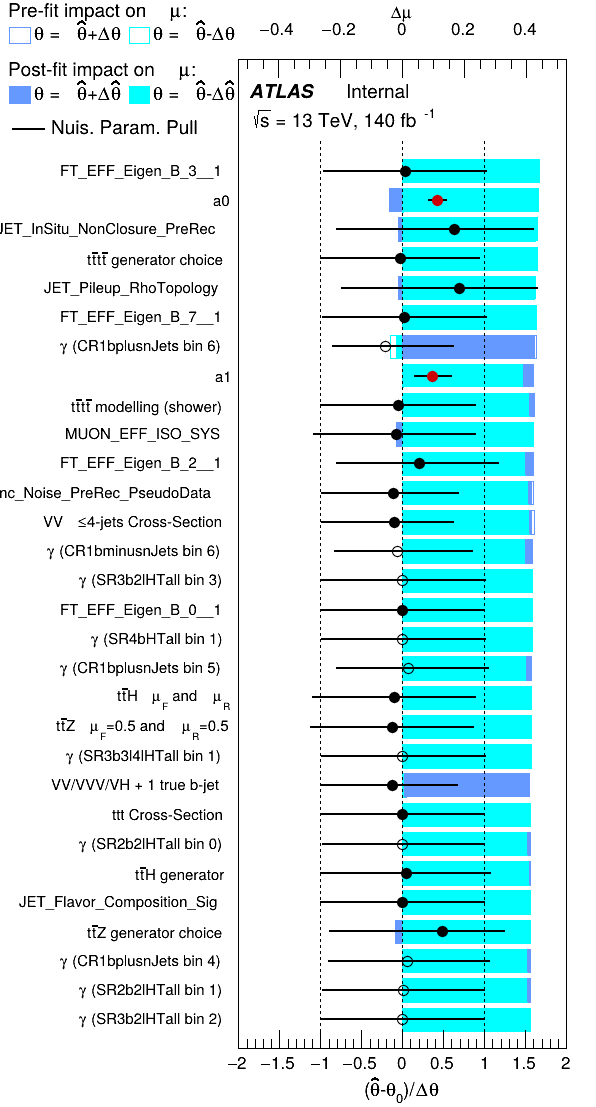 Pre-fit impact on μ:
θ = θ̂+Δθ θ = θ̂-Δθ
Post-fit impact on μ:
θ = θ̂+Δθ̂ θ = θ̂-Δθ̂
Nuis. Param. Pull
Δμ
−0.4 −0.2 0 0.2 0.4
ATLAS Internal
√s = 13 TeV, 140 fb⁻¹
FT_EFF_Eigen_B_3__1
a0
JET_InSitu_NonClosure_PreRec
tt̄tt̄ generator choice
JET_Pileup_RhoTopology
FT_EFF_Eigen_B_7__1
γ (CR1bplusnJets bin 6)
a1
tt̄tt̄ modelling (shower)
MUON_EFF_ISO_SYS
FT_EFF_Eigen_B_2__1
nc_Noise_PreRec_PseudoData
VV ≤4-jets Cross-Section
γ (CR1bminusnJets bin 6)
γ (SR3b2lHTall bin 3)
FT_EFF_Eigen_B_0__1
γ (SR4bHTall bin 1)
γ (CR1bplusnJets bin 5)
tt̄H μ_F and μ_R
tt̄Z μ_F=0.5 and μ_R=0.5
γ (SR3b3l4lHTall bin 1)
VV/VVV/VH + 1 true b-jet
ttt Cross-Section
γ (SR2b2lHTall bin 0)
tt̄H generator
JET_Flavor_Composition_Sig
tt̄Z generator choice
γ (CR1bplusnJets bin 4)
γ (SR2b2lHTall bin 1)
γ (SR3b2lHTall bin 2)
−2 −1.5 −1 −0.5 0 0.5 1 1.5 2
(θ̂-θ₀)/Δθ